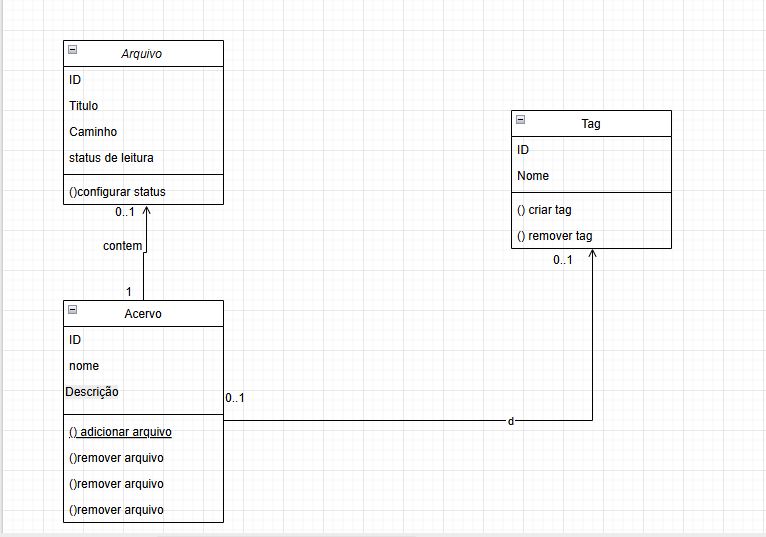 Arquivo
ID
Titulo
Caminho
status de leitura
()configurar status
0..1
contem
1
Acervo
ID
nome
Descrição
() adicionar arquivo
()remover arquivo
()remover arquivo
()remover arquivo
0..1
d
Tag
ID
Nome
() criar tag
() remover tag
0..1